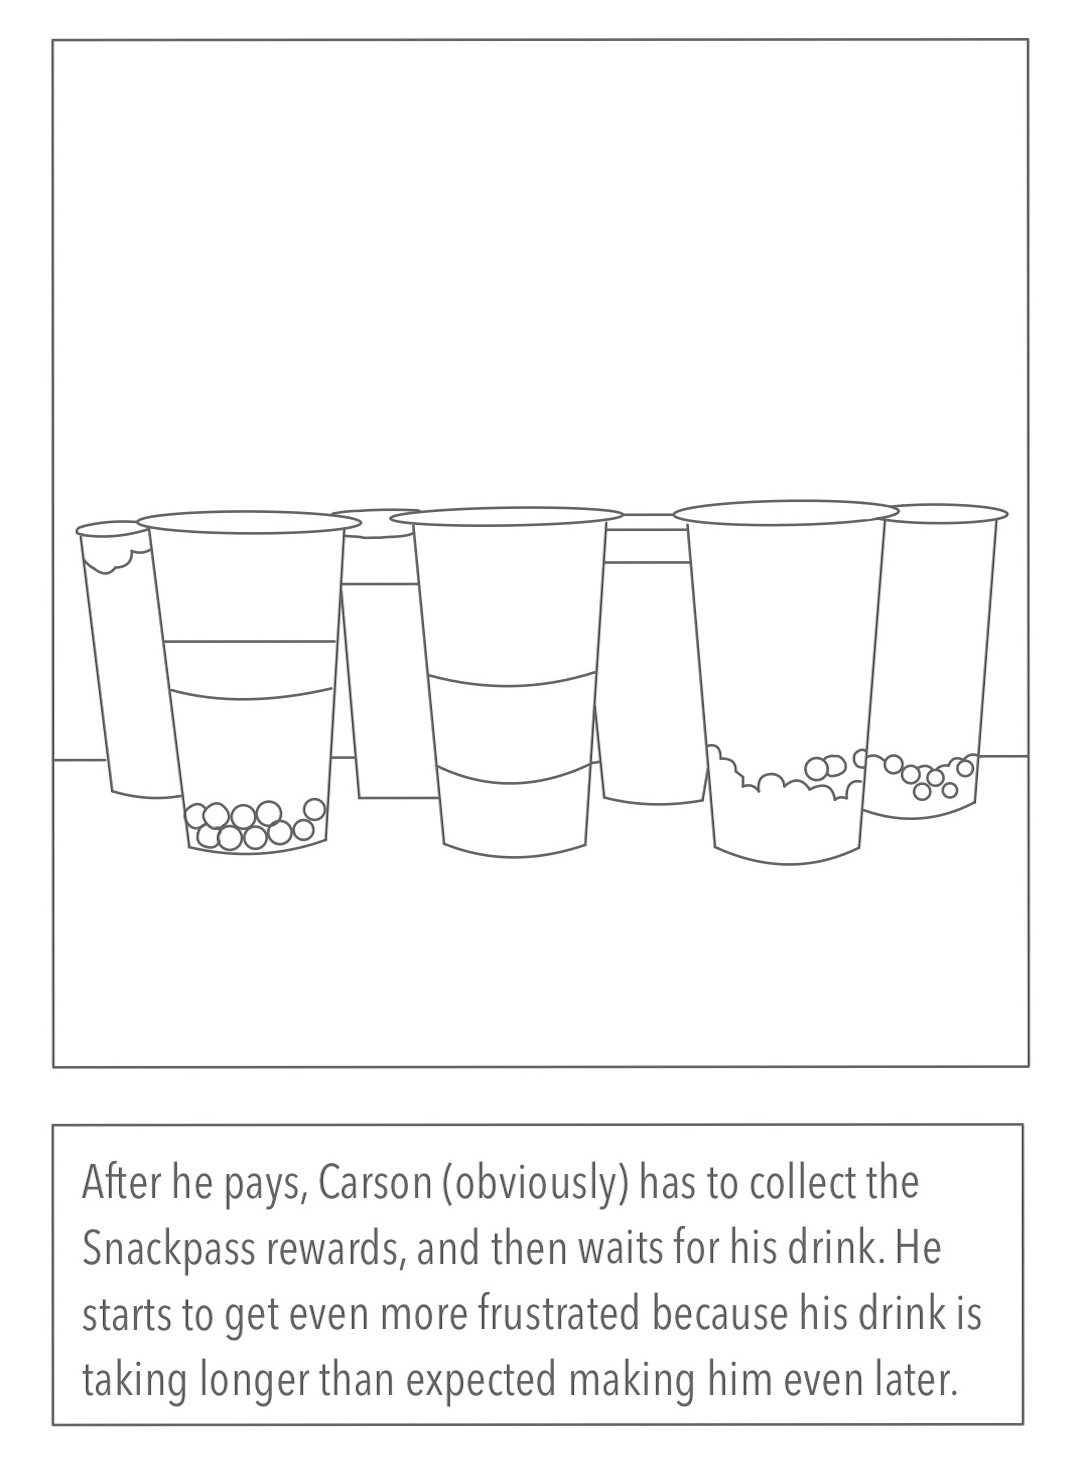 After he pays, Carson (obviously) has to collect the
Snackpass rewards, and then waits for his drink. He
starts to get even more frustrated because his drink is
taking longer than expected making him even later.